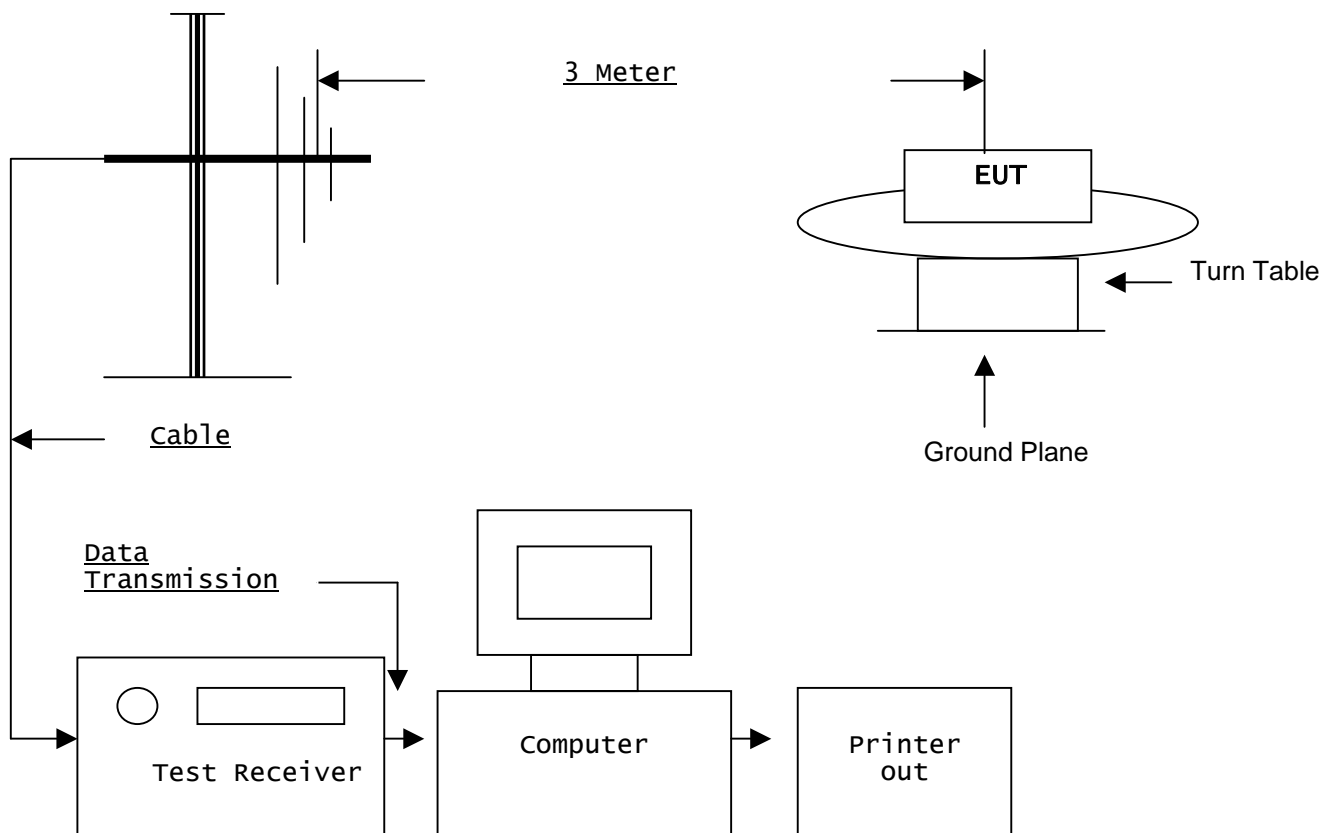 3 Meter
EUT
Turn Table
Cable
Ground Plane
Data
Transmission
Test Receiver
Computer
Printer
out